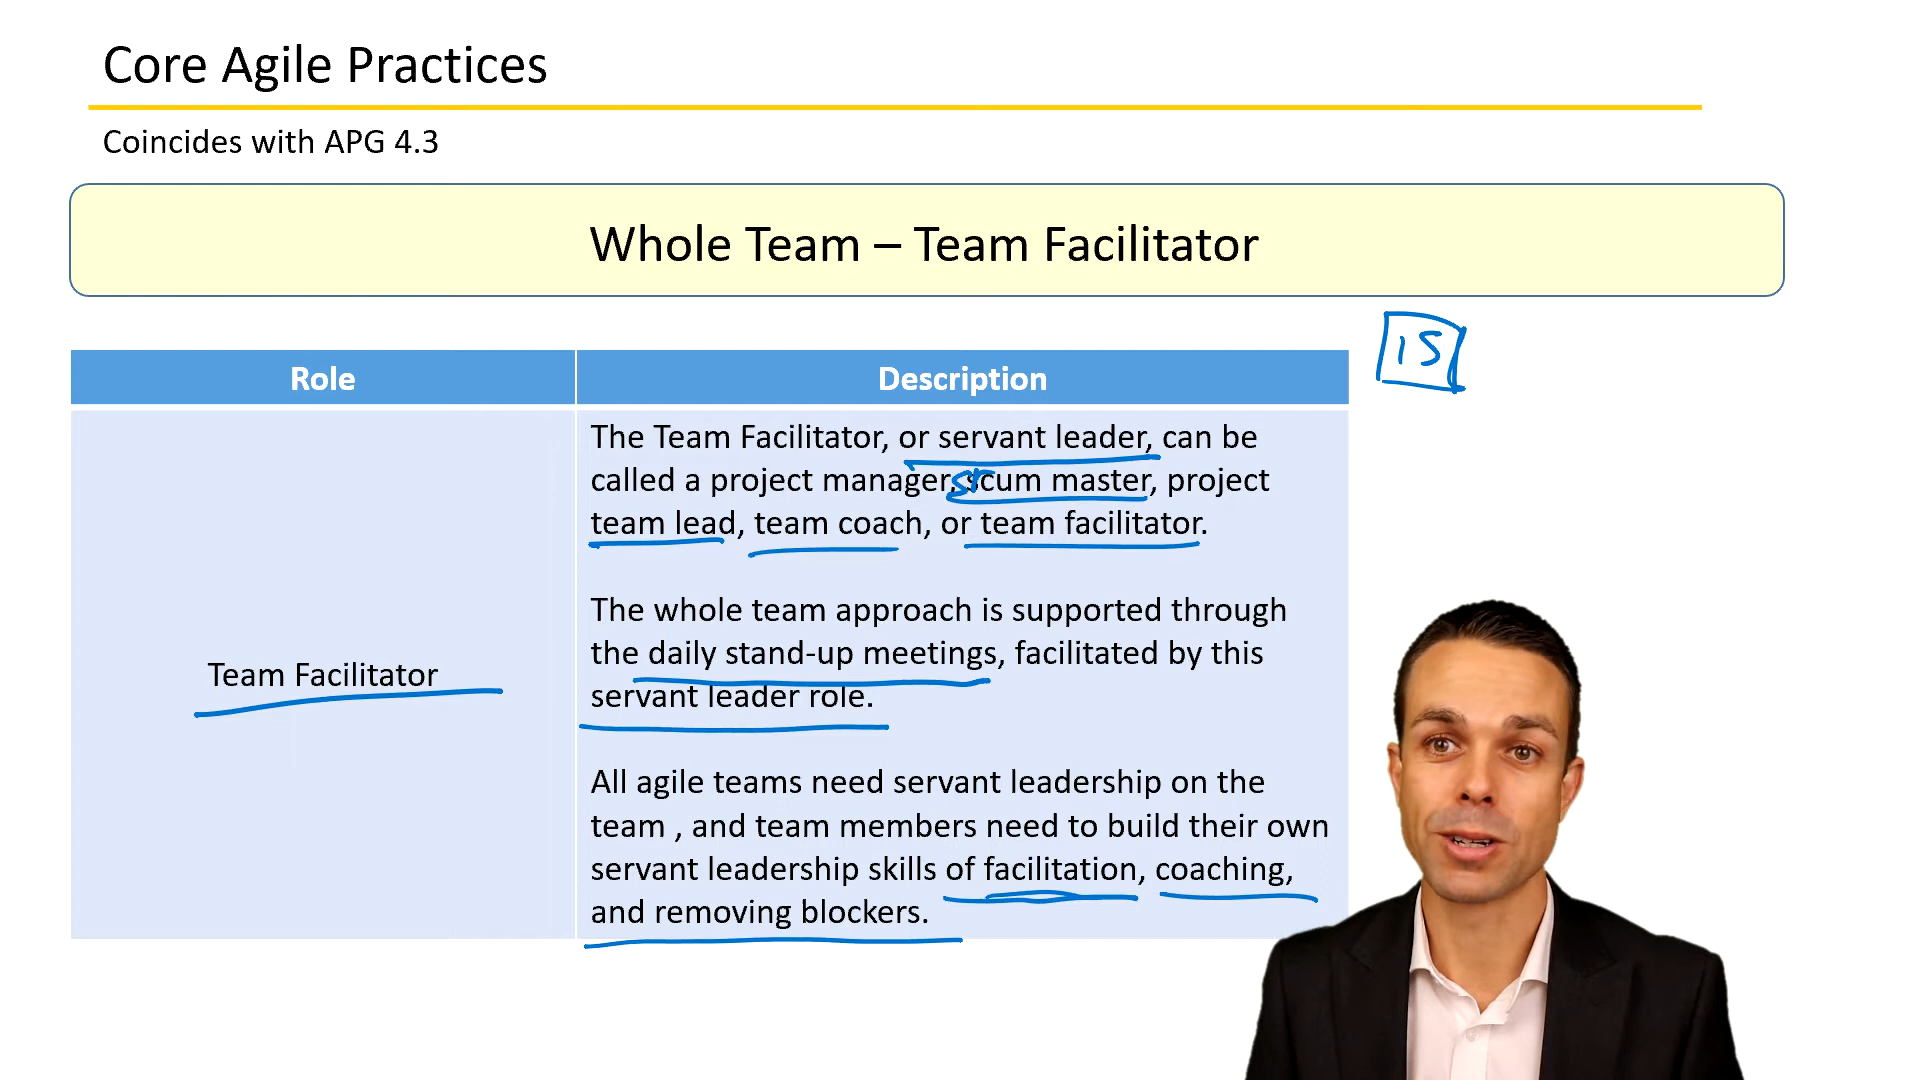 Core Agile Practices
Coincides with APG 4.3
Whole Team – Team Facilitator
15
Role
Description
Team Facilitator
The Team Facilitator, or servant leader, can be
called a project manager, scum master, project
team lead, team coach, or team facilitator.
The whole team approach is supported through
the daily stand-up meetings, facilitated by this
servant leader role.
All agile teams need servant leadership on the
team , and team members need to build their own
servant leadership skills of facilitation, coaching,
and removing blockers.